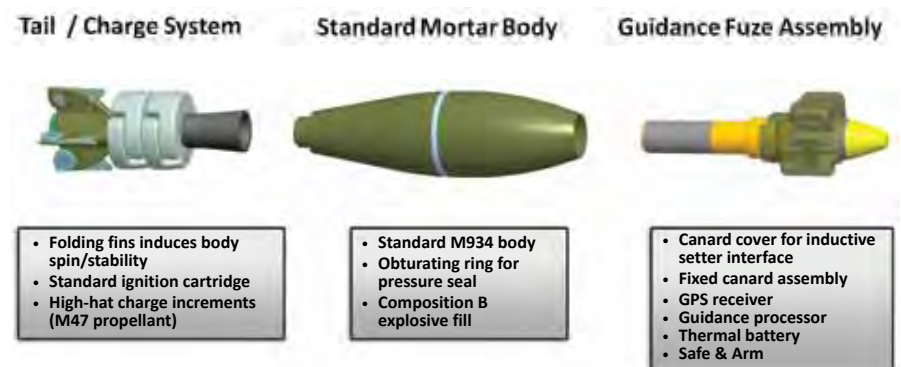 Tail / Charge System
Standard Mortar Body
Guidance Fuze Assembly
• Folding fins induces body
spin/stability
• Standard ignition cartridge
• High-hat charge increments
(M47 propellant)
• Standard M934 body
• Obturating ring for
pressure seal
• Composition B
explosive fill
• Canard cover for inductive
setter interface
• Fixed canard assembly
• GPS receiver
• Guidance processor
• Thermal battery
• Safe & Arm